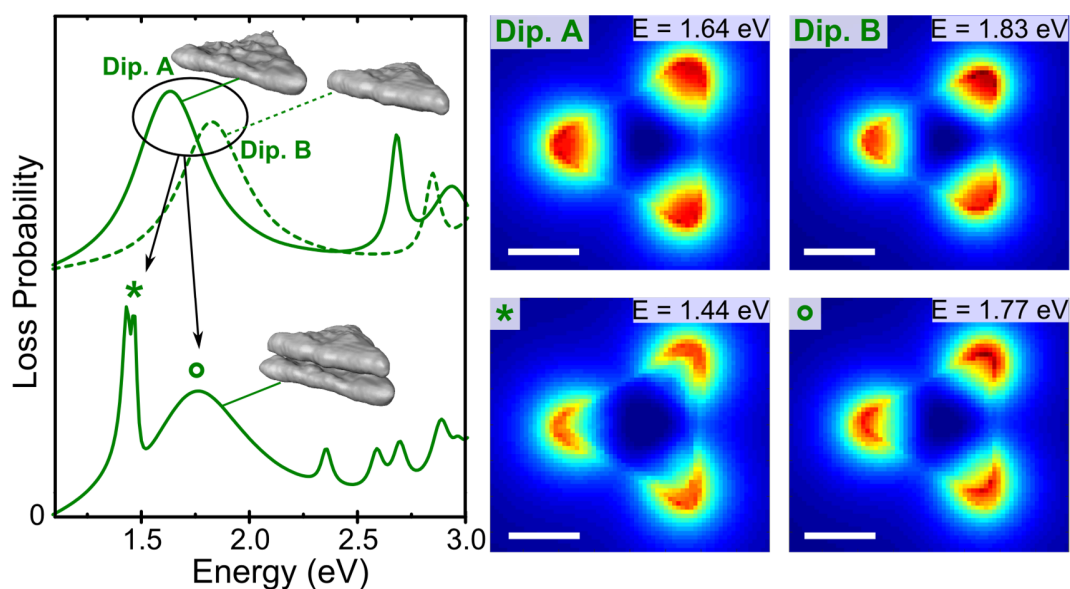 Loss Probability
0
Dip. A
Dip. B
*
°
1.5
2.0
2.5
3.0
Energy (eV)
Dip. A
E = 1.64 eV
Dip. B
E = 1.83 eV
*
E = 1.44 eV
°
E = 1.77 eV